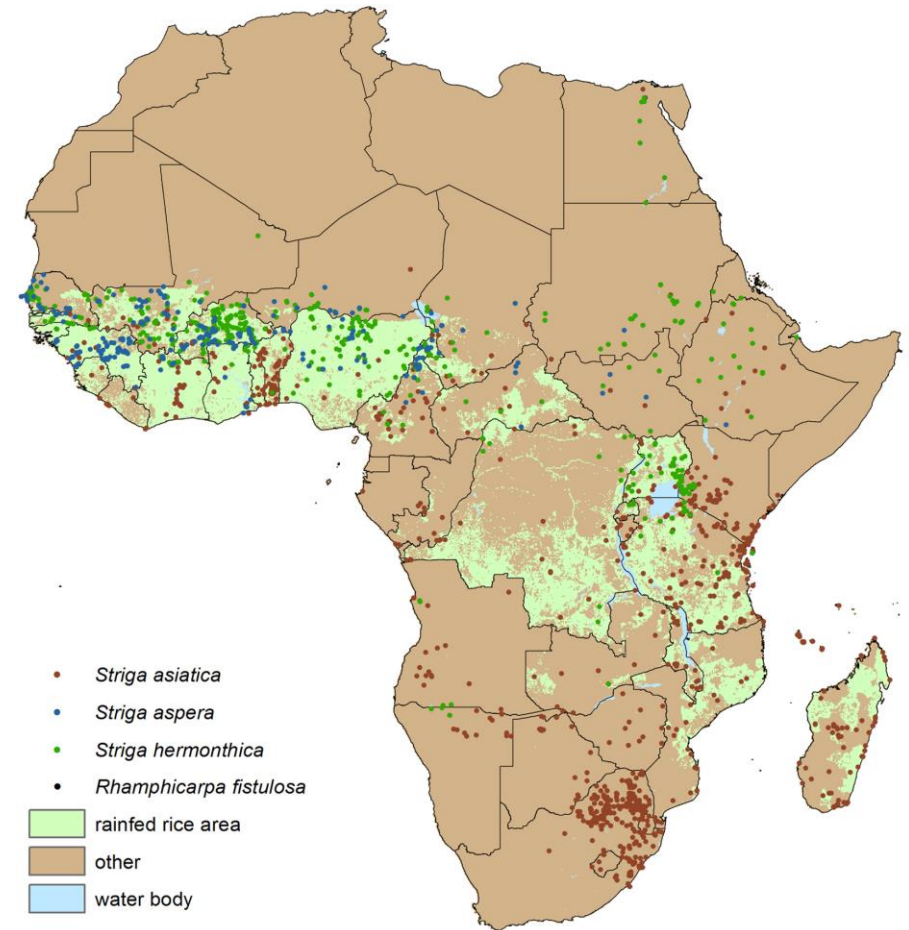 Striga asiatica
Striga aspera
Striga hermonthica
Rhamphicarpa fistulosa
rainfed rice area
other
water body